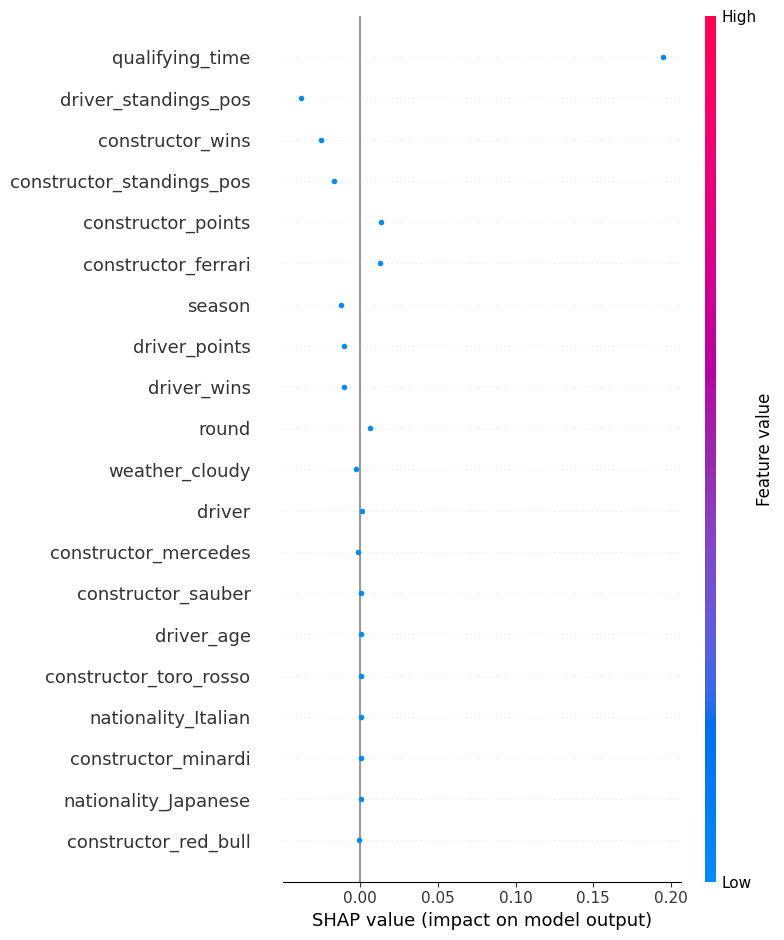 High
qualifying_time
driver_standings_pos
constructor_wins
constructor_standings_pos
constructor_points
constructor_ferrari
season
driver_points
driver_wins
round
weather_cloudy
driver
constructor_mercedes
constructor_sauber
driver_age
constructor_toro_rosso
nationality_Italian
constructor_minardi
nationality_Japanese
constructor_red_bull
Feature value
Low
0.00 0.05 0.10 0.15 0.20
SHAP value (impact on model output)